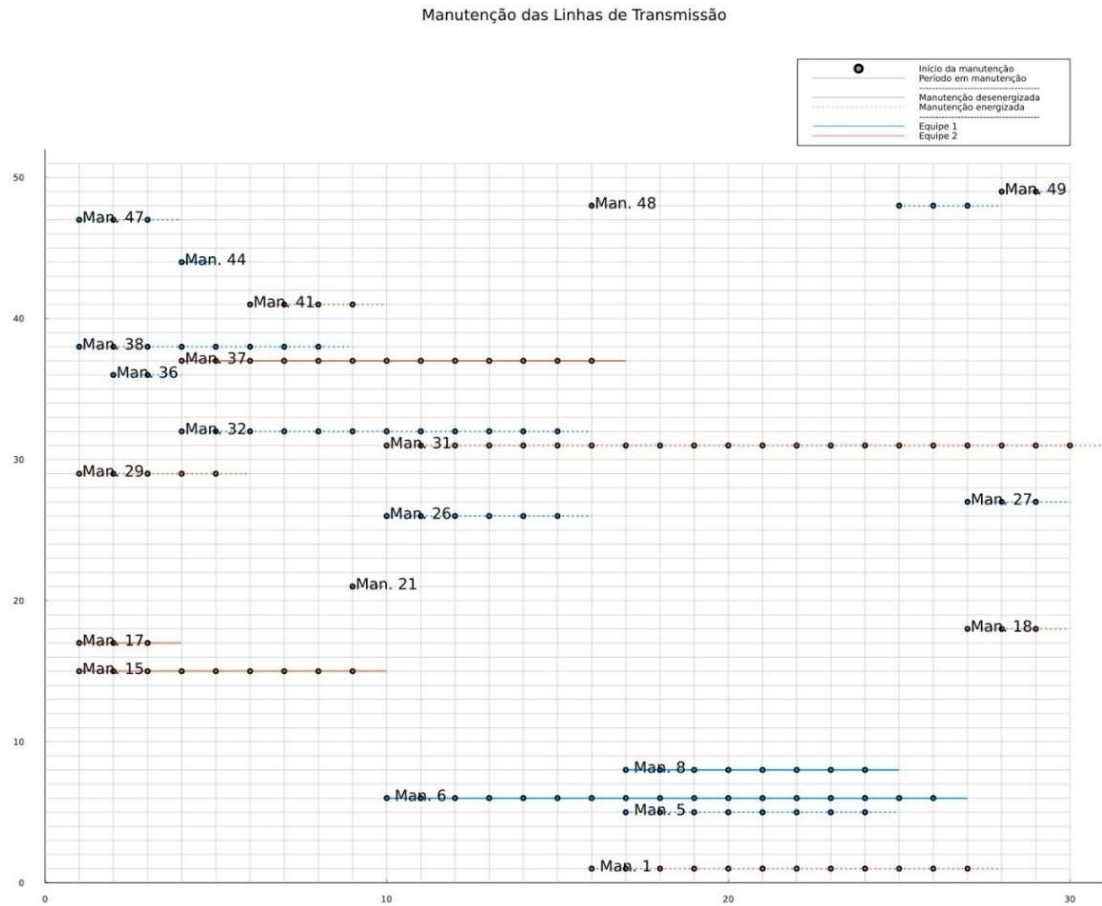 Manutenção das Linhas de Transmissão
Início da manutenção
Período em manutenção
Manutenção desenergizada
Manutenção energizada
Equipe 1
Equipe 2
50
Man. 49
Man. 48
Man. 47
Man. 44
Man. 41
40
Man. 38
Man. 37
Man. 36
Man. 32
Man. 31
30
Man. 29
Man. 27
Man. 26
Man. 21
20
Man. 18
Man. 17
Man. 15
10
Man. 8
Man. 6
Man. 5
Man. 1
0
0 10 20 30